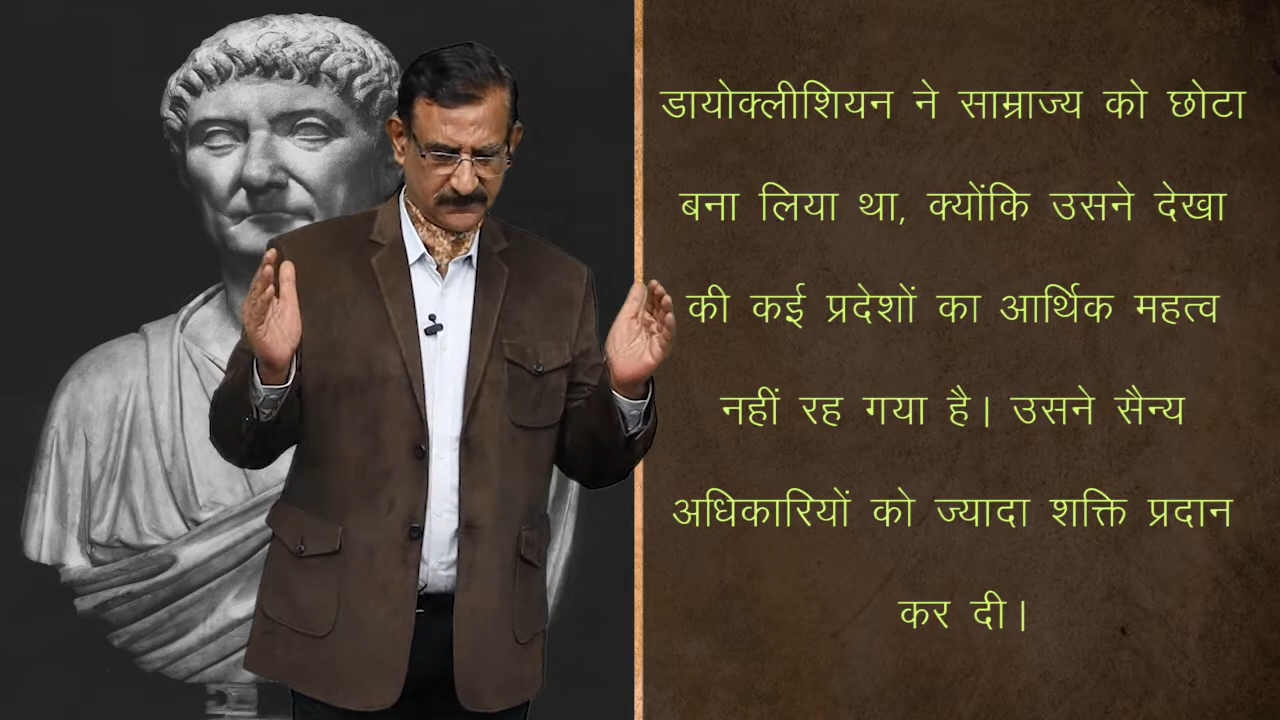 डायोक्लीशियन ने साम्राज्य को छोटा
बना लिया था, क्योंकि उसने देखा
की कई प्रदेशों का आर्थिक महत्व
नहीं रह गया है। उसने सैन्य
अधिकारियों को ज्यादा शक्ति प्रदान
कर दी।